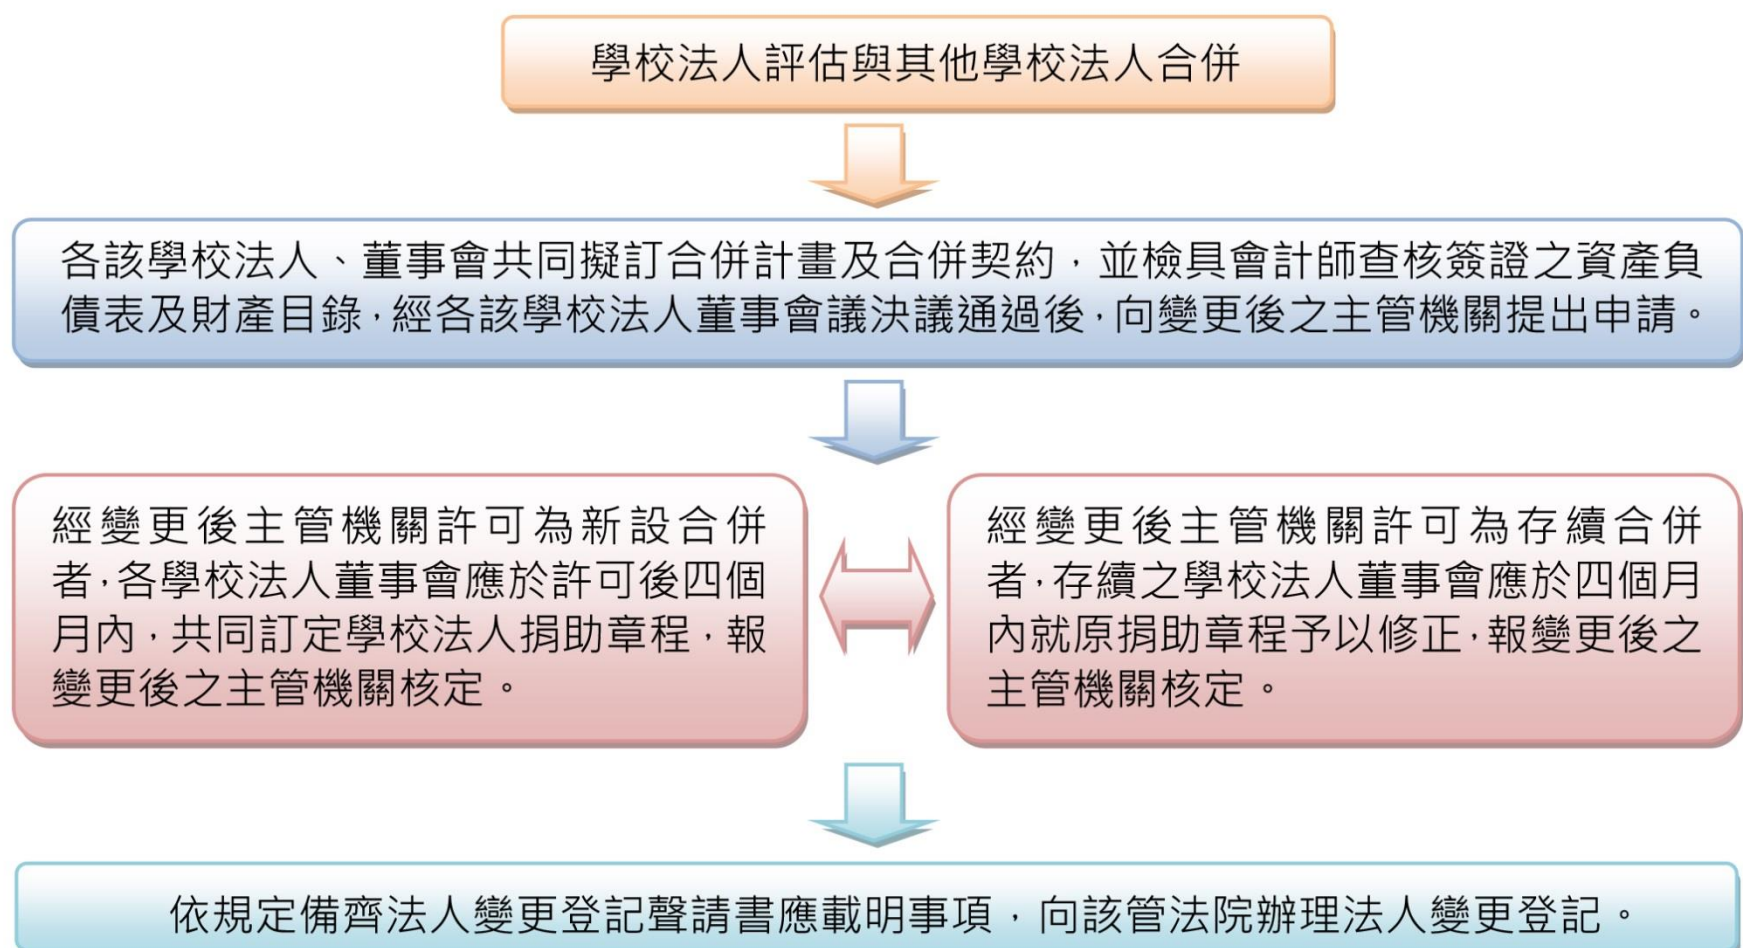 學校法人評估與其他學校法人合併
各該學校法人、董事會共同擬訂合併計畫及合併契約，並檢具會計師查核簽證之資產負
債表及財產目錄，經各該學校法人董事會議決議通過後，向變更後之主管機關提出申請。
經變更後主管機關許可為新設合併
者，各學校法人董事會應於許可後四個
月內，共同訂定學校法人捐助章程，報
變更後之主管機關核定。
經變更後主管機關許可為存續合併
者，存續之學校法人董事會應於四個月
內就原捐助章程予以修正，報變更後之
主管機關核定。
依規定備齊法人變更登記聲請書應載明事項，向該管法院辦理法人變更登記。